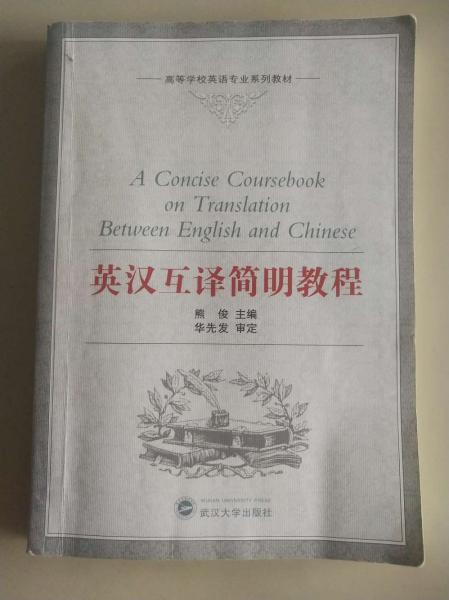 高等学校英语专业系列教材
A Concise Coursebook
on Translation
Between English and Chinese
英汉互译简明教程
熊 俊 主编
华先发 审定
WUHAN UNIVERSITY PRESS
武汉大学出版社